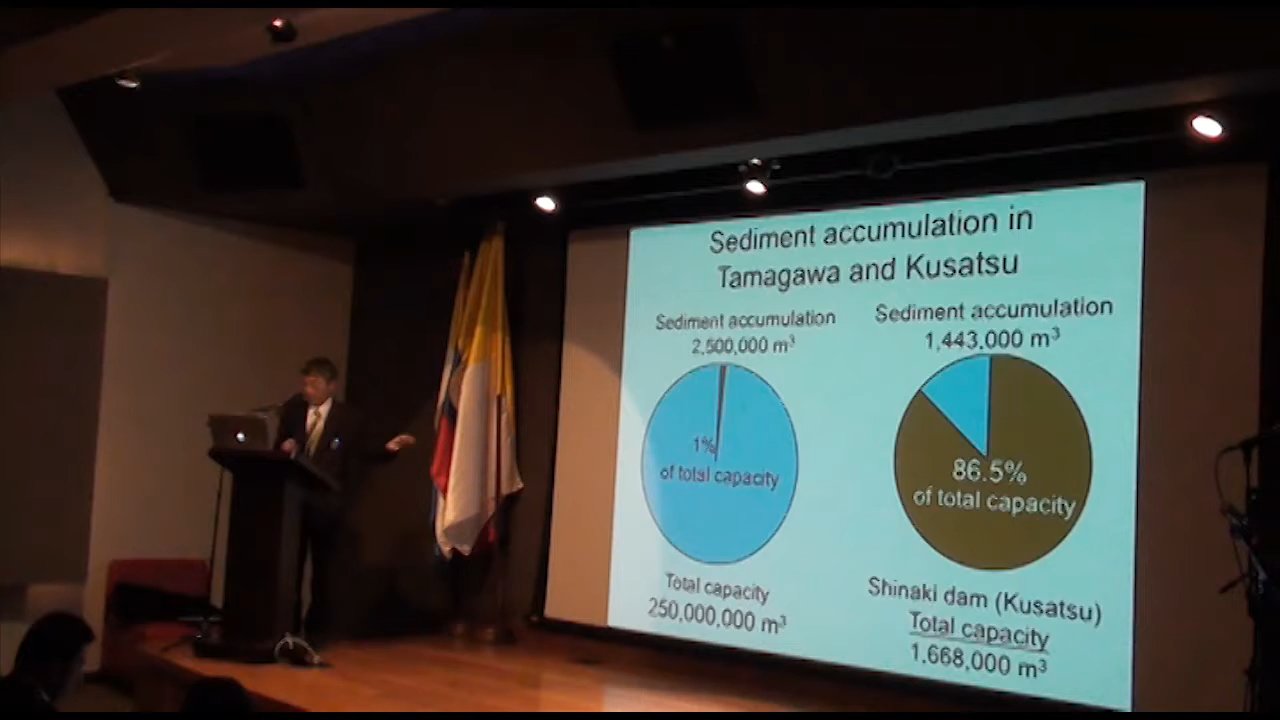 Sediment accumulation in
Tamagawa and Kusatsu
Sediment accumulation
2,500,000 m³
1%
of total capacity
Total capacity
250,000,000 m³
Sediment accumulation
1,443,000 m³
86.5%
of total capacity
Shinaki dam (Kusatsu)
Total capacity
1,668,000 m³